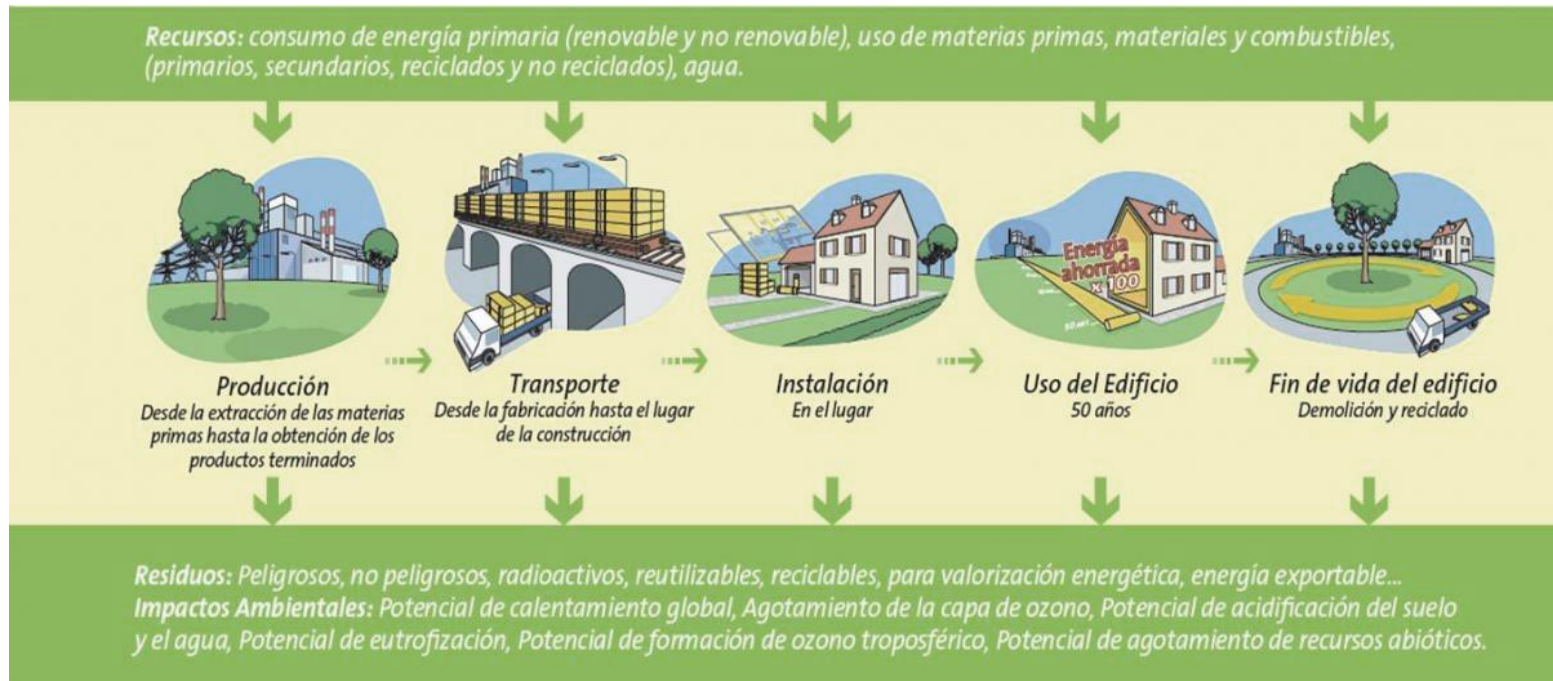 Recursos: consumo de energía primaria (renovable y no renovable), uso de materias primas, materiales y combustibles,
(primarios, secundarios, reciclados y no reciclados), agua.
Energía
ahorrada
x 100
50 años
Producción
Desde la extracción de las materias
primas hasta la obtención de los
productos terminados
Transporte
Desde la fabricación hasta el lugar
de la construcción
Instalación
En el lugar
Uso del Edificio
50 años
Fin de vida del edificio
Demolición y reciclado
Residuos: Peligrosos, no peligrosos, radioactivos, reutilizables, reciclables, para valorización energética, energía exportable...
Impactos Ambientales: Potencial de calentamiento global, Agotamiento de la capa de ozono, Potencial de acidificación del suelo
y el agua, Potencial de eutrofización, Potencial de formación de ozono troposférico, Potencial de agotamiento de recursos abióticos.